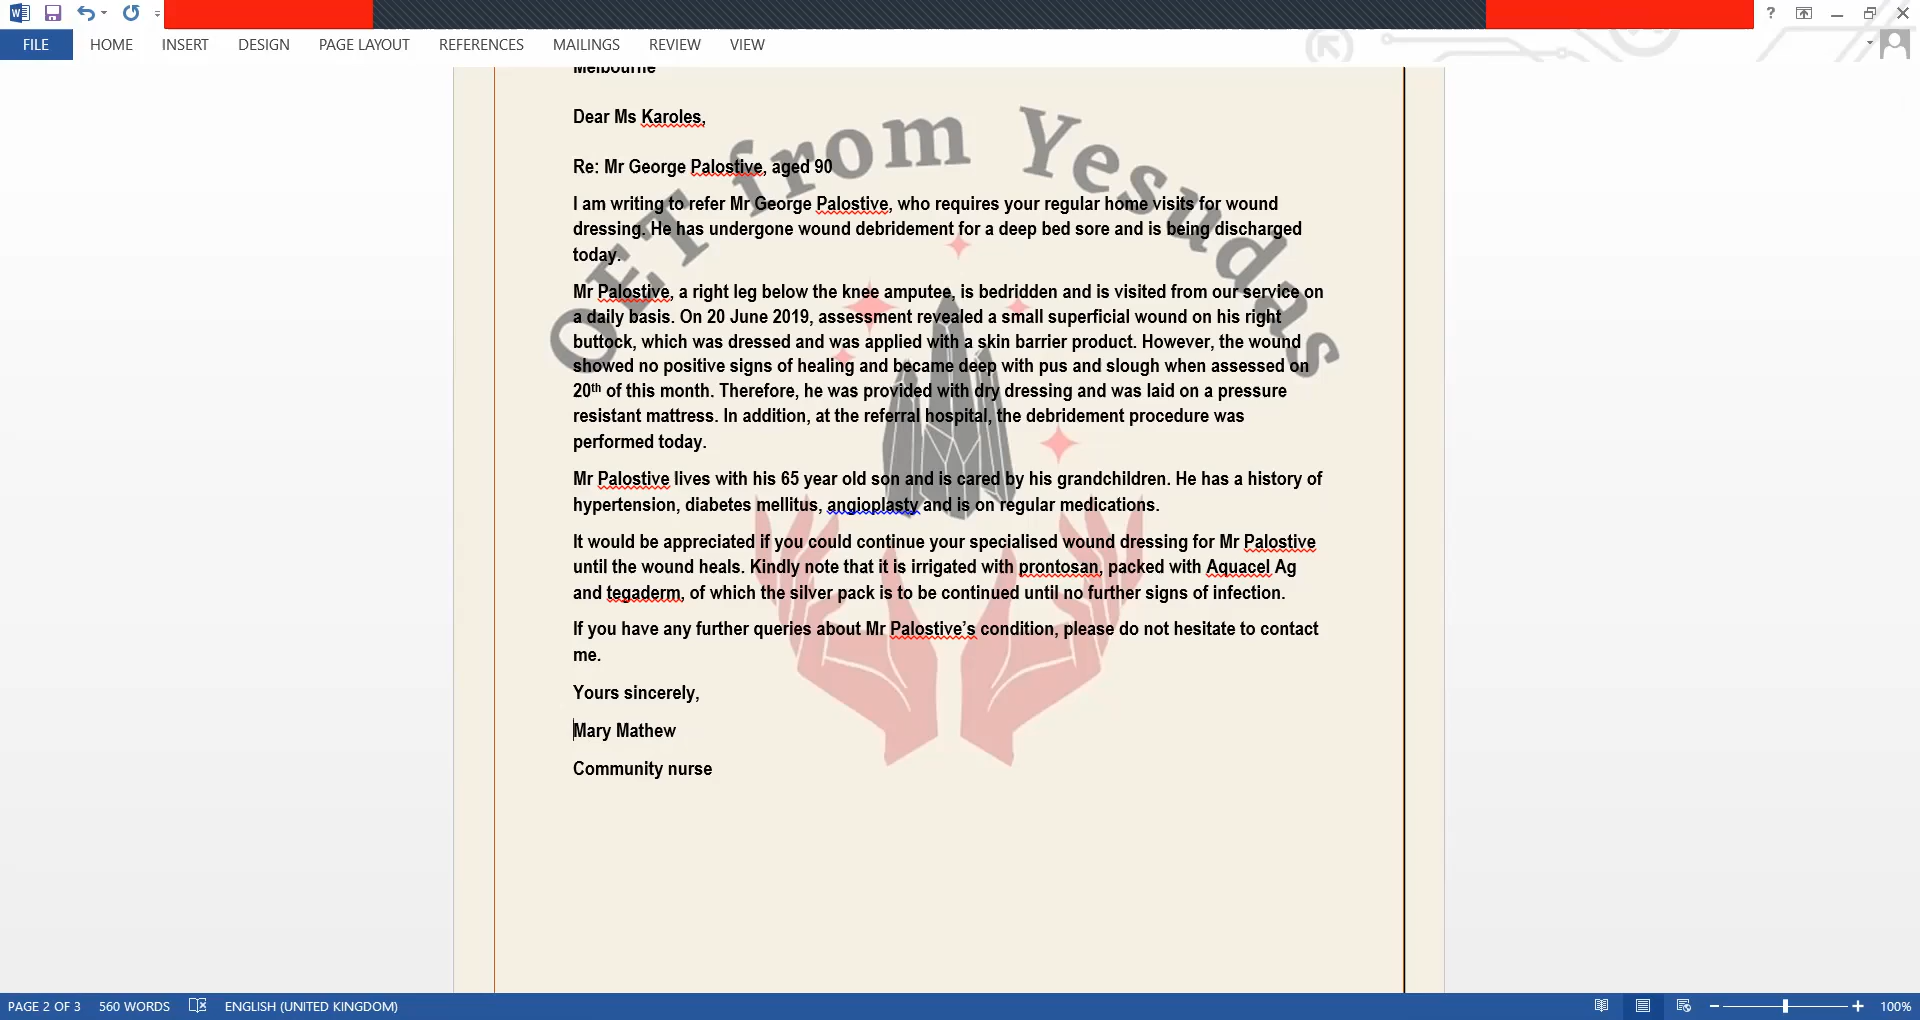 FILE HOME INSERT DESIGN PAGE LAYOUT REFERENCES MAILINGS REVIEW VIEW
?
Melbourne
Dear Ms Karoles,
Re: Mr George Palostive, aged 90
I am writing to refer Mr George Palostive, who requires your regular home visits for wound
dressing. He has undergone wound debridement for a deep bed sore and is being discharged
today.
Mr Palostive, a right leg below the knee amputee, is bedridden and is visited from our service on
a daily basis. On 20 June 2019, assessment revealed a small superficial wound on his right
buttock, which was dressed and was applied with a skin barrier product. However, the wound
showed no positive signs of healing and became deep with pus and slough when assessed on
20th of this month. Therefore, he was provided with dry dressing and was laid on a pressure
resistant mattress. In addition, at the referral hospital, the debridement procedure was
performed today.
Mr Palostive lives with his 65 year old son and is cared by his grandchildren. He has a history of
hypertension, diabetes mellitus, angioplasty and is on regular medications.
It would be appreciated if you could continue your specialised wound dressing for Mr Palostive
until the wound heals. Kindly note that it is irrigated with prontosan, packed with Aquacel Ag
and tegaderm, of which the silver pack is to be continued until no further signs of infection.
If you have any further queries about Mr Palostive’s condition, please do not hesitate to contact
me.
Yours sincerely,
Mary Mathew
Community nurse
OET from Yesudas
PAGE 2 OF 3 560 WORDS ENGLISH (UNITED KINGDOM) 100%